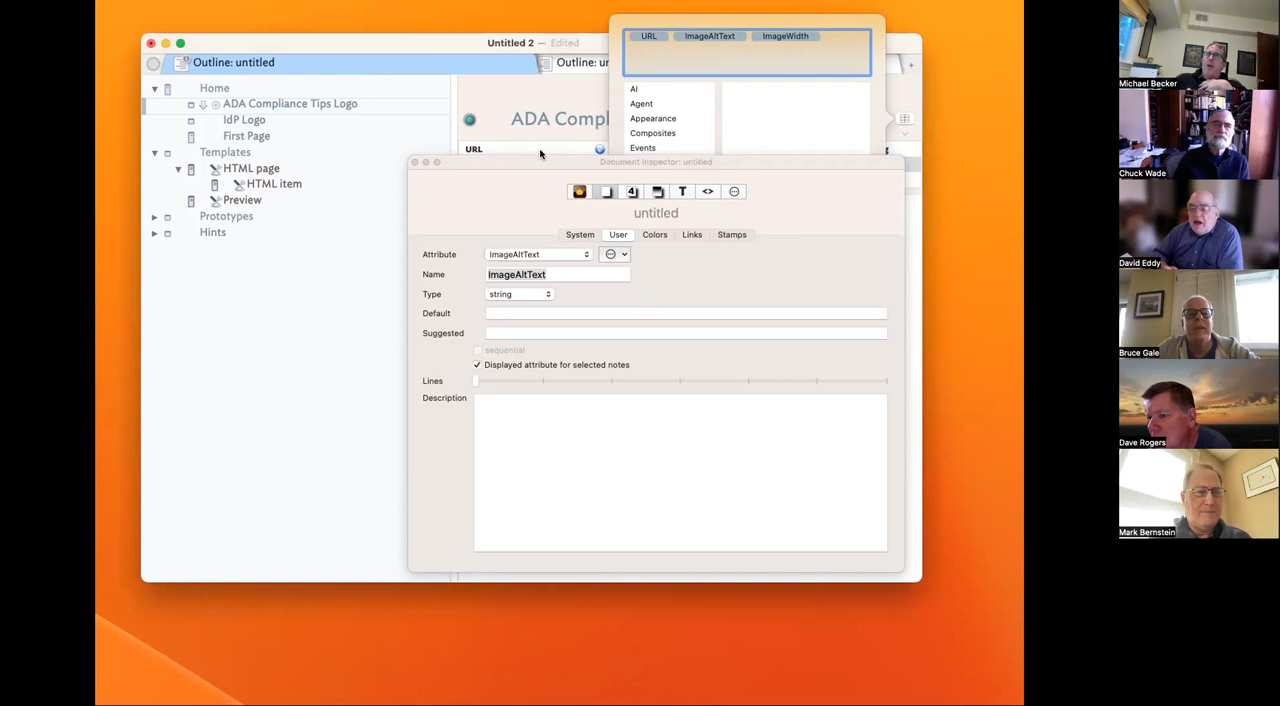 Untitled 2 — Edited
URL ImageAltText ImageWidth
Outline: untitled
Outline: un
Home
ADA Compliance Tips Logo
IdP Logo
First Page
Templates
HTML page
HTML item
Preview
Prototypes
Hints
ADA Compl
URL
AI
Agent
Appearance
Composites
Events
Document Inspector: untitled
4 T <>
untitled
System User Colors Links Stamps
Attribute ImageAltText
Name ImageAltText
Type string
Default
Suggested
sequential
Displayed attribute for selected notes
Lines
Description
Michael Becker
Chuck Wade
David Eddy
Bruce Gale
Dave Rogers
Mark Bernstein